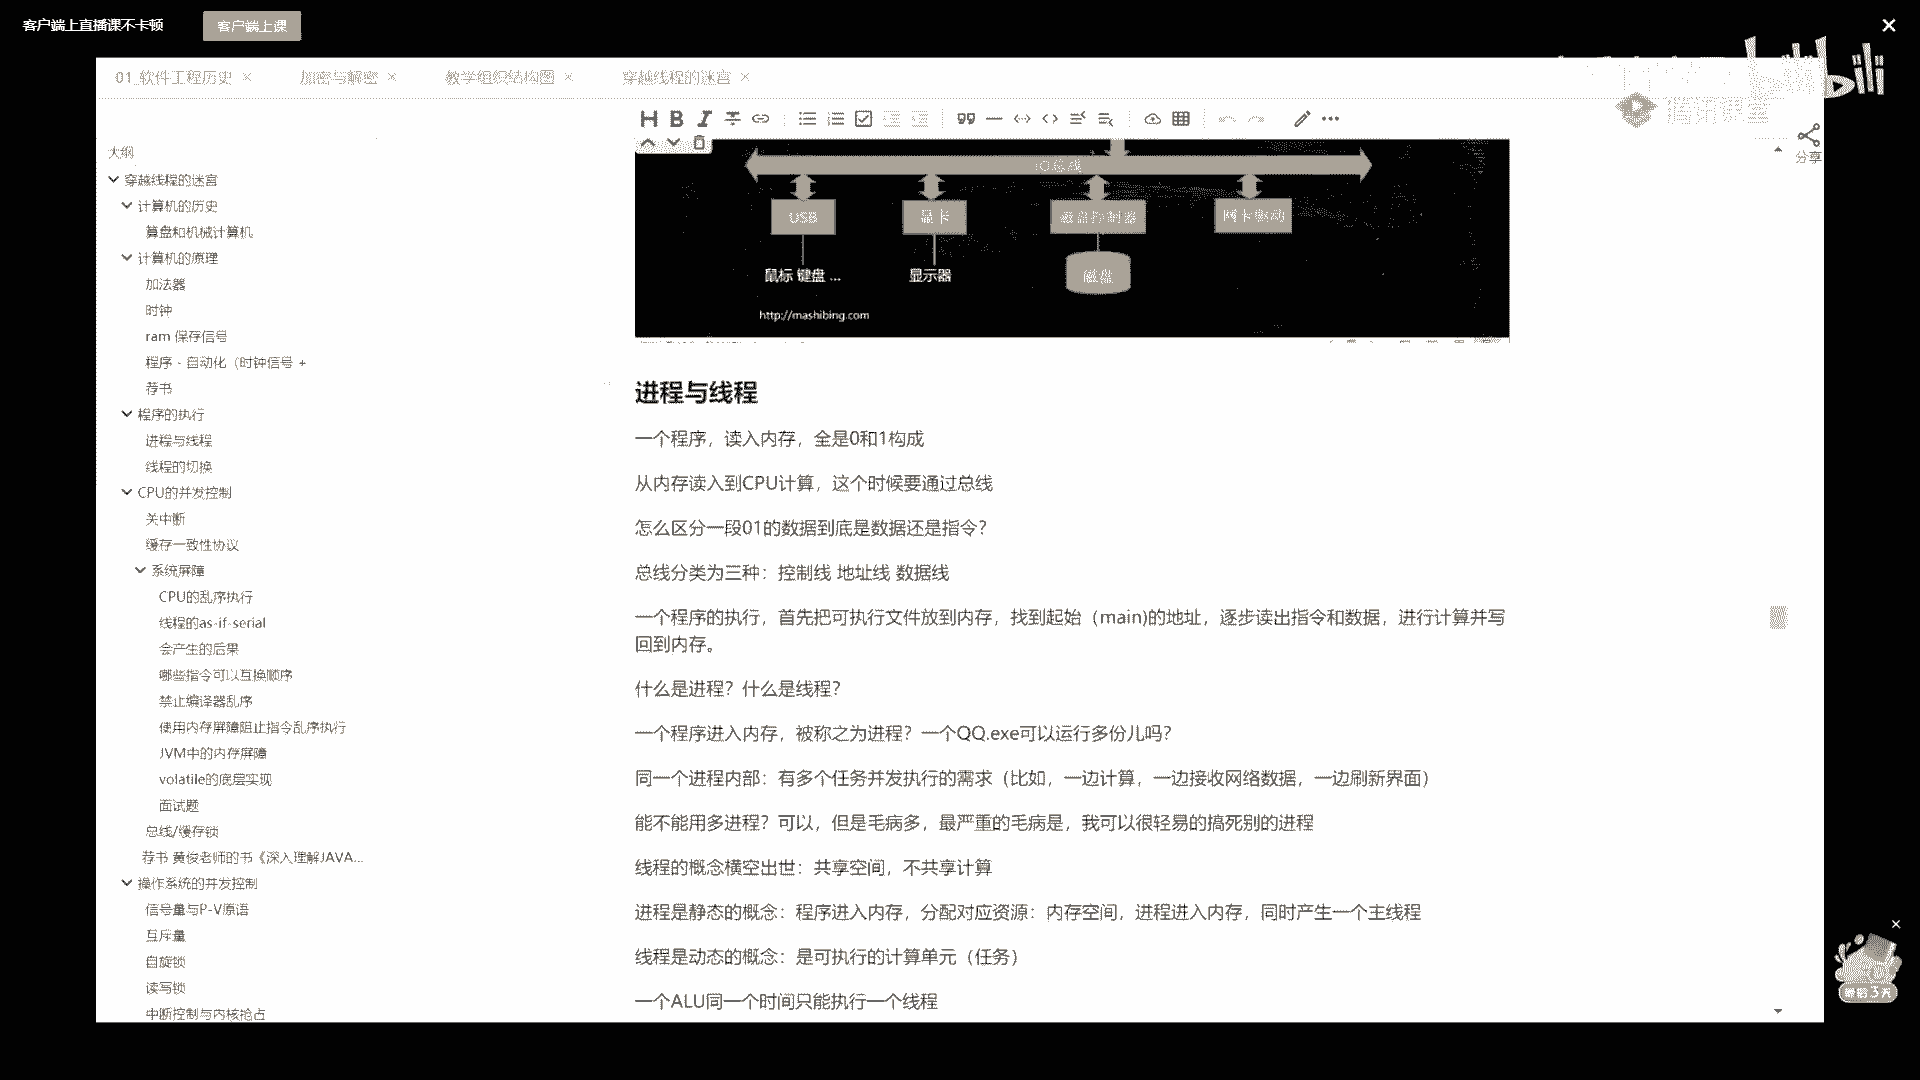 客户端上直播课不卡顿
客户端上课
bilibili
腾讯课堂
01_软件工程历史
加密与解密
教学组织结构图
穿越线程的迷宫
分享
大纲
穿越线程的迷宫
计算机的历史
算盘和机械计算机
计算机的原理
加法器
时钟
ram 保存信号
程序 - 自动化（时钟信号 +
荐书
程序的执行
进程与线程
线程的切换
CPU的并发控制
关中断
缓存一致性协议
系统屏障
CPU的乱序执行
线程的as-if-serial
会产生的后果
哪些指令可以互换顺序
禁止编译器乱序
使用内存屏障阻止指令乱序执行
JVM中的内存屏障
volatile的底层实现
面试题
总线/缓存锁
荐书 黄俊老师的书《深入理解JAVA...
操作系统的并发控制
信号量与P-V原语
互斥量
自旋锁
读写锁
中断控制与内核抢占
IO总线
USB
显卡
磁盘控制器
网卡驱动
鼠标 键盘 ...
显示器
磁盘
http://mashibing.com
进程与线程
一个程序，读入内存，全是0和1构成
从内存读入到CPU计算，这个时候要通过总线
怎么区分一段01的数据到底是数据还是指令？
总线分类为三种：控制线 地址线 数据线
一个程序的执行，首先把可执行文件放到内存，找到起始（main)的地址，逐步读出指令和数据，进行计算并写
回到内存。
什么是进程？什么是线程？
一个程序进入内存，被称之为进程？一个QQ.exe可以运行多份儿吗？
同一个进程内部：有多个任务并发执行的需求（比如，一边计算，一边接收网络数据，一边刷新界面）
能不能用多进程？可以，但是毛病多，最严重的毛病是，我可以很轻易的搞死别的进程
线程的概念横空出世：共享空间，不共享计算
进程是静态的概念：程序进入内存，分配对应资源：内存空间，进程进入内存，同时产生一个主线程
线程是动态的概念：是可执行的计算单元（任务）
一个ALU同一个时间只能执行一个线程